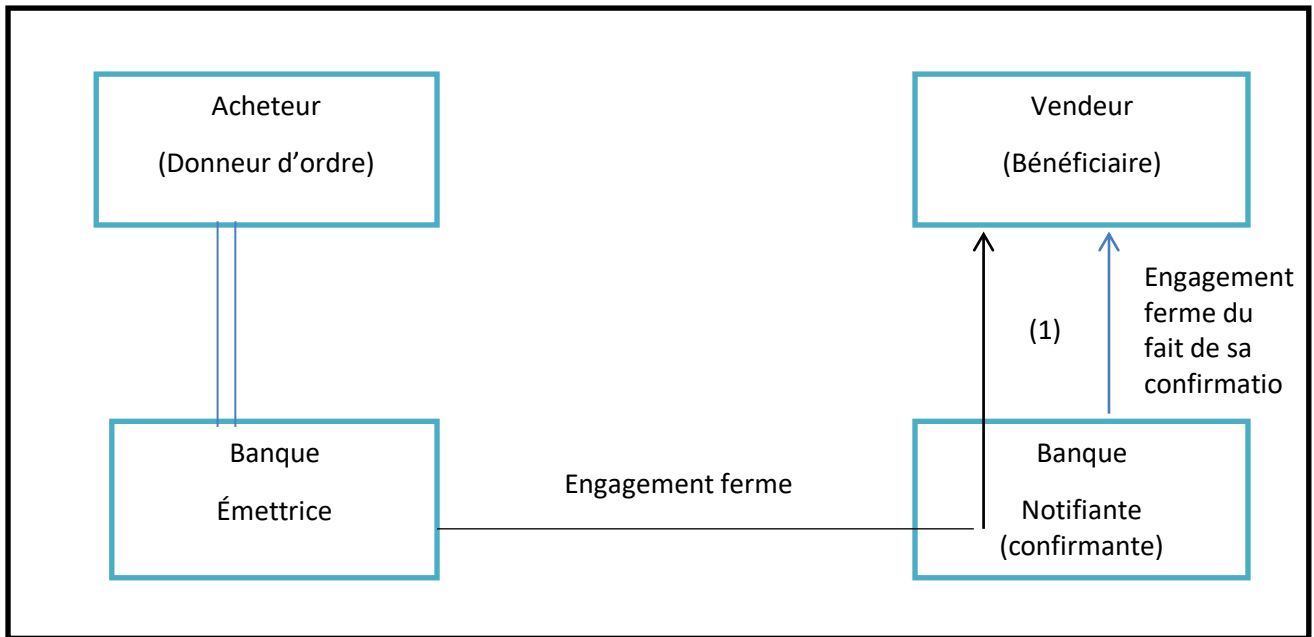 Acheteur
(Donneur d’ordre)
Vendeur
(Bénéficiaire)
(1)
Engagement
ferme du
fait de sa
confirmatio
Banque
Émettrice
Engagement ferme
Banque
Notifiante
(confirmante)